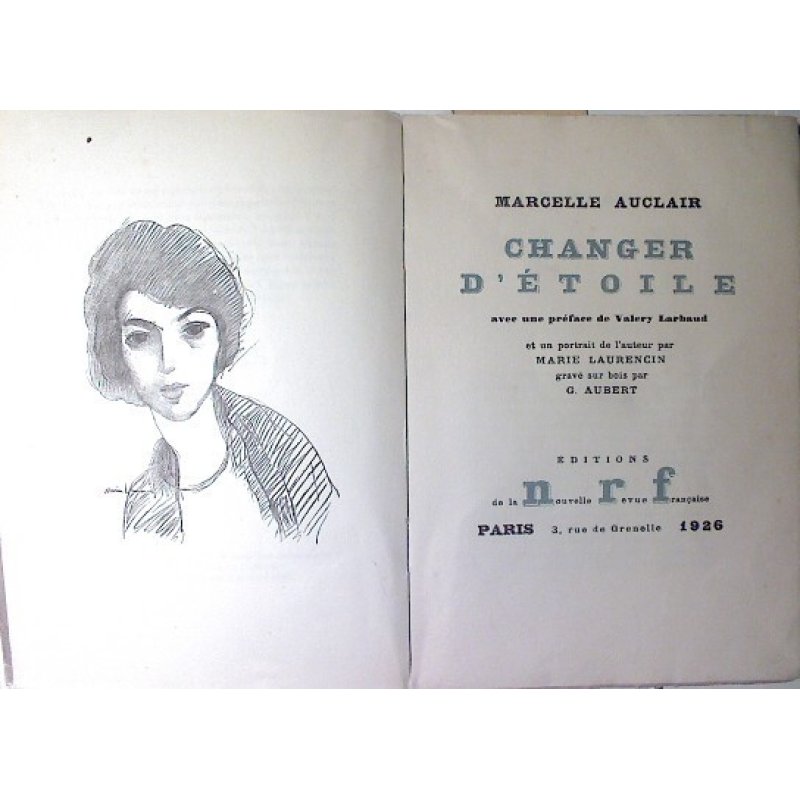 MARCELLE AUCLAIR
CHANGER
D'ÉTOILE
avec une préface de Valery Larbaud
et un portrait de l'auteur par
MARIE LAURENCIN
gravé sur bois par
G. AUBERT
ÉDITIONS
de la nouvelle revue française
PARIS 3, rue de Grenelle 1926